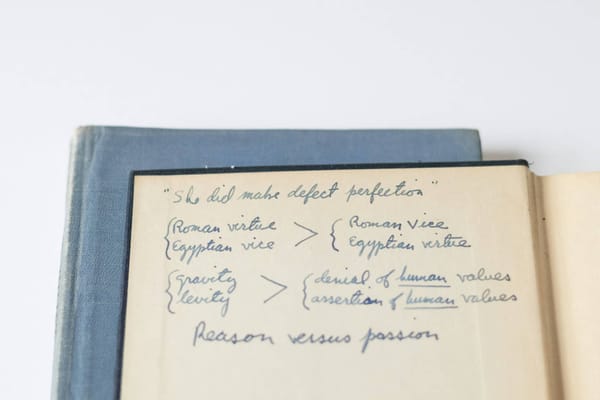 "She did make defect perfection"
{Roman virtue > {Roman Vice
{Egyptian vice > {Egyptian virtue
{gravity > {denial of human values
{levity > {assertion of human values
Reason versus passion